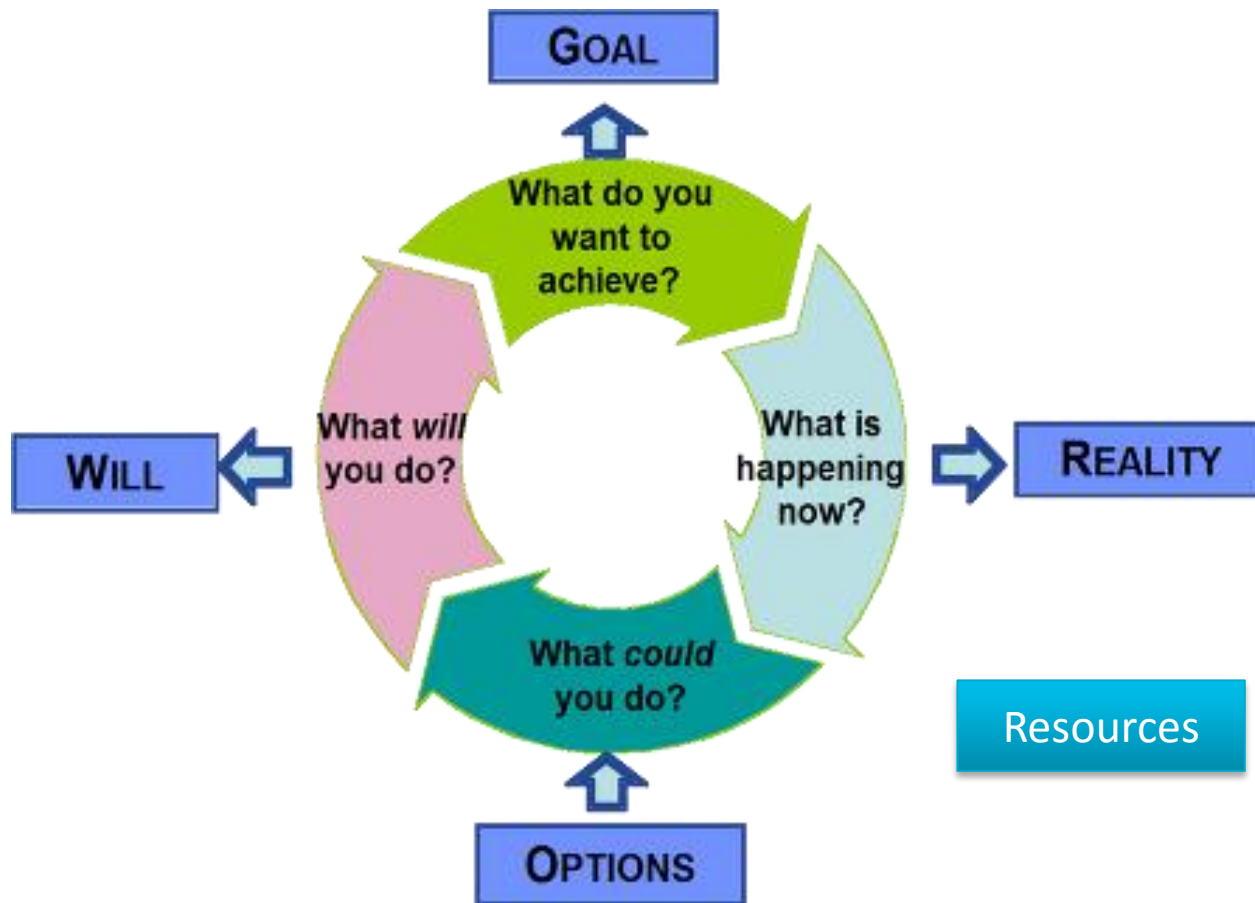 GOAL
What do you
want to
achieve?
What is
happening
now?
REALITY
What could
you do?
OPTIONS
What will
you do?
WILL
Resources